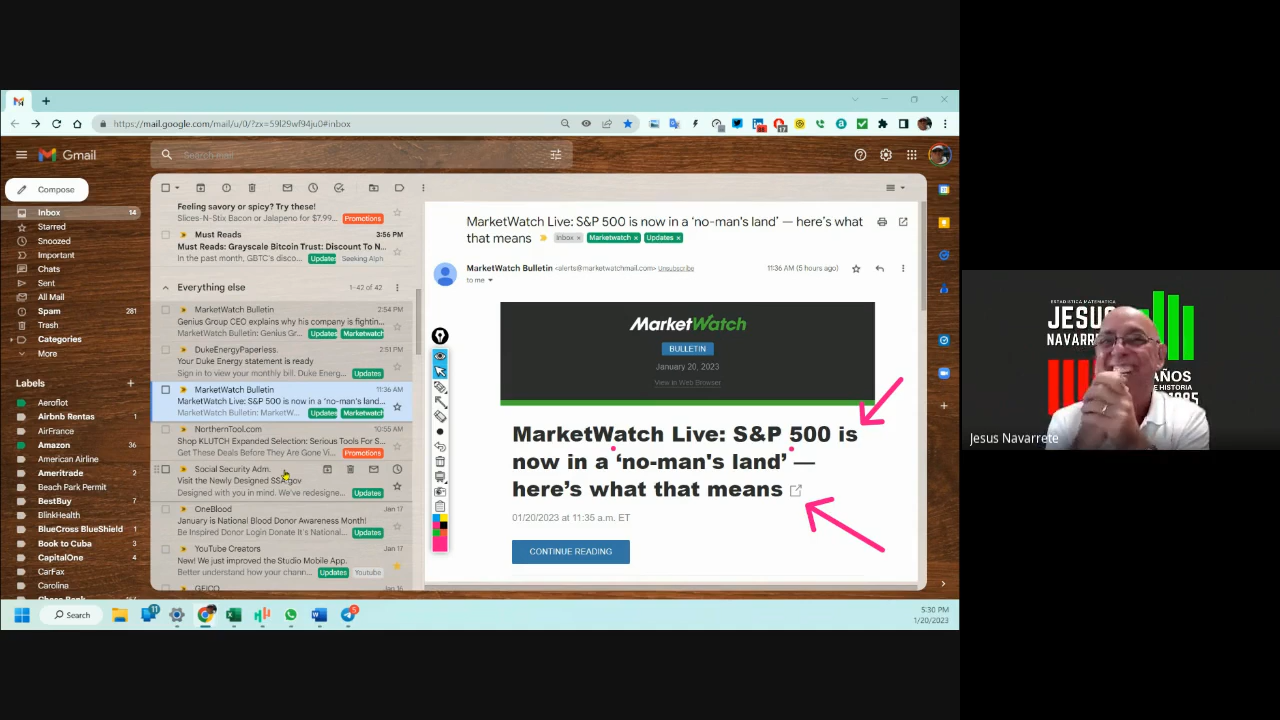 https://mail.google.com/mail/u/0/?zx=59l29wf94ju0#inbox
Gmail
Search mail
Compose
Inbox 14
Starred
Snoozed
Important
Chats
Sent
All Mail
Spam 281
Trash
Categories
More
Labels
Aeroflot
Airbnb Rentas 1
AirFrance
Amazon 36
American Airline
Ameritrade 2
Beach Park Permit
BestBuy 1
BlinkHealth
BlueCross BlueShield 1
Book to Cuba 3
CapitalOne 4
CarFax
Carolina
Feeling savory or spicy? Try these!
Slices-N-Stix Bacon or Jalapeno for $7.99... Promotions
Must Reads 3:56 PM
Must Reads: Grayscale Bitcoin Trust: Discount To N...
In the past month, GBTC's disco... Updates Seeking Alph
Everything else 1–42 of 42
MarketWatch Bulletin 2:54 PM
Genius Group CEO explains why his company is fightin...
MarketWatch Bulletin: Genius Gr... Updates Marketwatch
DukeEnergyPaperless. 2:51 PM
Your Duke Energy statement is ready
Sign in to view your monthly bill. Duke Energ... Updates
MarketWatch Bulletin 11:36 AM
MarketWatch Live: S&P 500 is now in a 'no-man's land...
MarketWatch Bulletin: MarketW... Updates Marketwatch
NorthernTool.com 10:55 AM
Shop KLUTCH Expanded Selection: Serious Tools For S...
Get These Deals Before They Are Gone Vi... Promotions
Social Security Adm.
Visit the Newly Designed SSA.gov
Designed with you in mind. We've redesigne... Updates
OneBlood Jan 17
January is National Blood Donor Awareness Month!
Be Inspired Donor Login Donate It's National... Updates
YouTube Creators Jan 17
New! We just improved the Studio Mobile App.
Better understand how your chann... Updates Youtube
GEICO Jan 16
MarketWatch Live: S&P 500 is now in a 'no-man's land' — here's what
that means Inbox × Marketwatch × Updates ×
MarketWatch Bulletin <alerts@marketwatchmail.com> Unsubscribe 11:36 AM (5 hours ago)
to me
MarketWatch
BULLETIN
January 20, 2023
View in Web Browser
MarketWatch Live: S&P 500 is
now in a 'no-man's land' —
here's what that means
01/20/2023 at 11:35 a.m. ET
CONTINUE READING
Search
5:30 PM
1/20/2023
ESTADISTICA MATEMATICA
JESUS
NAVARRE
AÑOS
DE HISTORIA
Jesus Navarrete